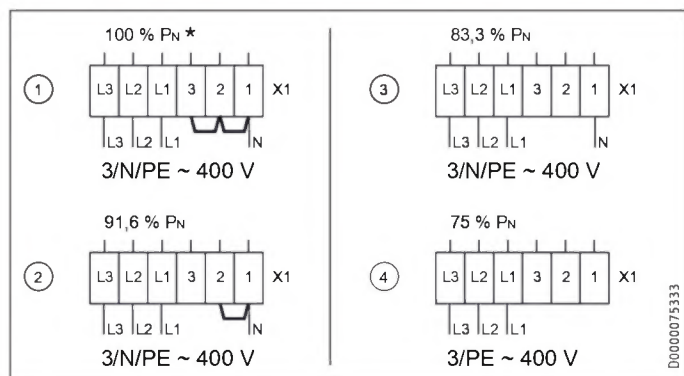 100 % PN *
1
L3 L2 L1 3 2 1 X1
L3 L2 L1 N
3/N/PE ~ 400 V
91,6 % PN
2
L3 L2 L1 3 2 1 X1
L3 L2 L1 N
3/N/PE ~ 400 V
83,3 % PN
3
L3 L2 L1 3 2 1 X1
L3 L2 L1 N
3/N/PE ~ 400 V
75 % PN
4
L3 L2 L1 3 2 1 X1
L3 L2 L1
3/PE ~ 400 V
D0000075333